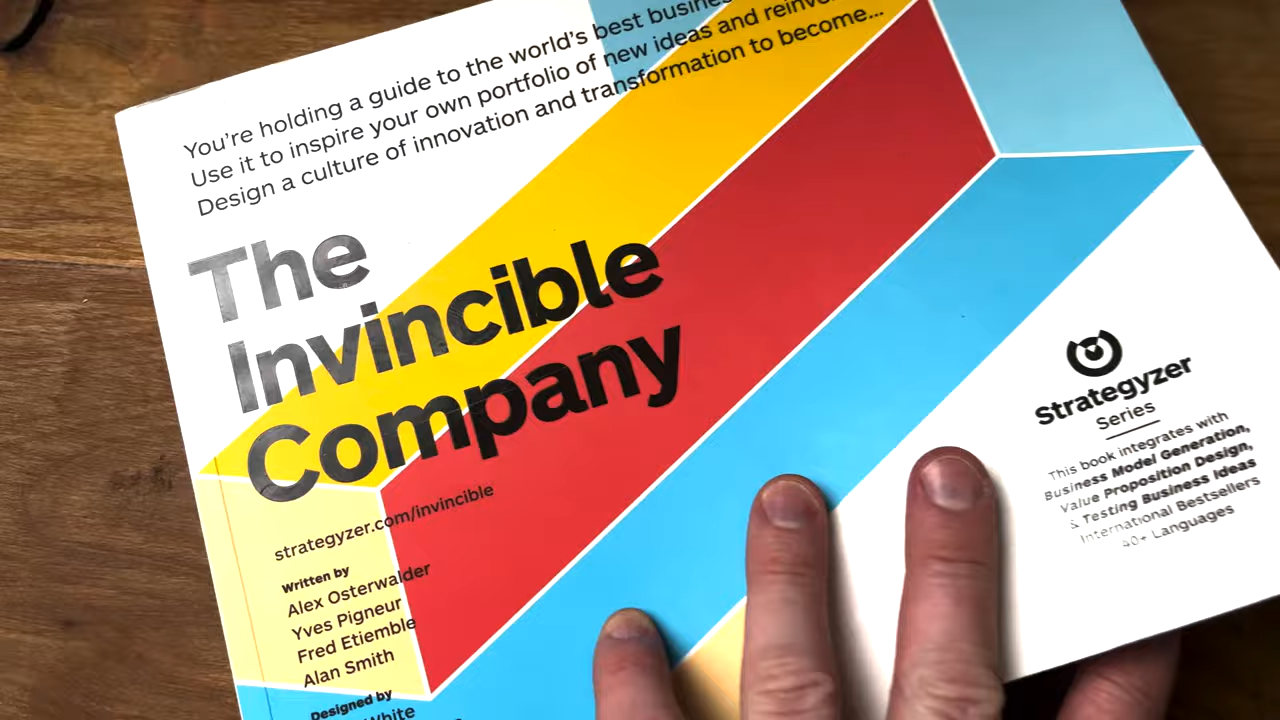 You're holding a guide to the world's best
Use it to inspire your own portfolio of new ideas and
Design a culture of innovation and transformation to become...
The
Invincible
Company
strategyzer.com/invincible
Written by
Alex Osterwalder
Yves Pigneur
Fred Etiemble
Alan Smith
Designed by
White
Strategyzer
Series
This book integrates with
Business Model Generation,
Value Proposition Design,
& Testing Business Ideas
International Bestsellers
40+ Languages